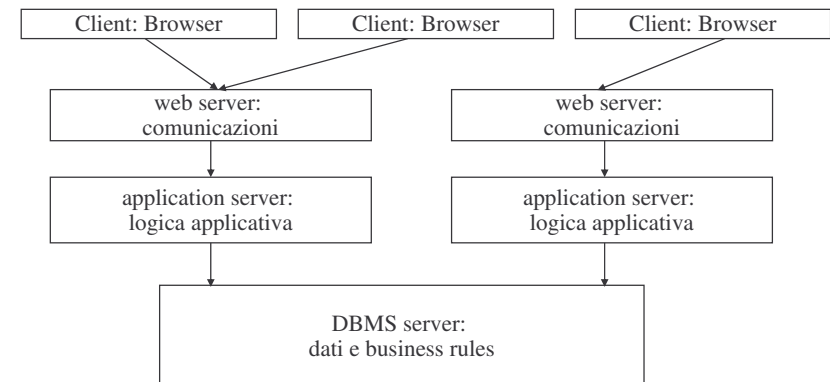 Client: Browser
Client: Browser
Client: Browser
web server:
comunicazioni
web server:
comunicazioni
application server:
logica applicativa
application server:
logica applicativa
DBMS server:
dati e business rules